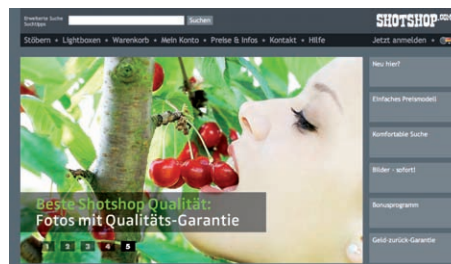 Erweiterte Suche
Suchtipps
Suchen
SHOTSHOP.COM
Stöbern • Lightboxen • Warenkorb • Mein Konto • Preise & Infos • Kontakt • Hilfe
Jetzt anmelden •
Neu hier?
Einfaches Preismodell
Komfortable Suche
Bilder - sofort!
Bonusprogramm
Geld-zurück-Garantie
Beste Shotshop Qualität:
Fotos mit Qualitäts-Garantie
1 2 3 4 5